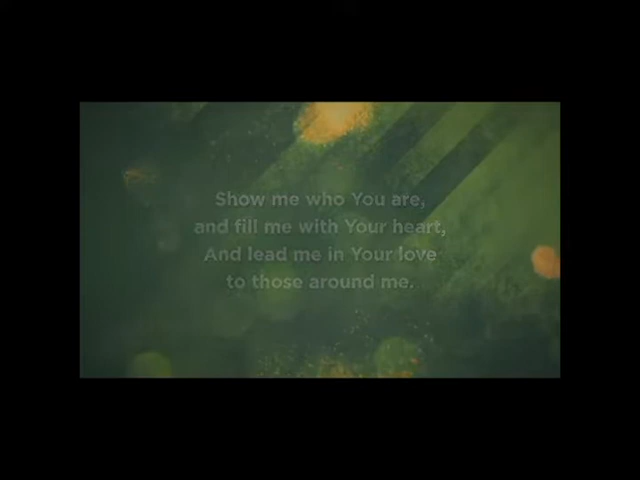 Show me who You are,
and fill me with Your heart,
And lead me in Your love
to those around me.